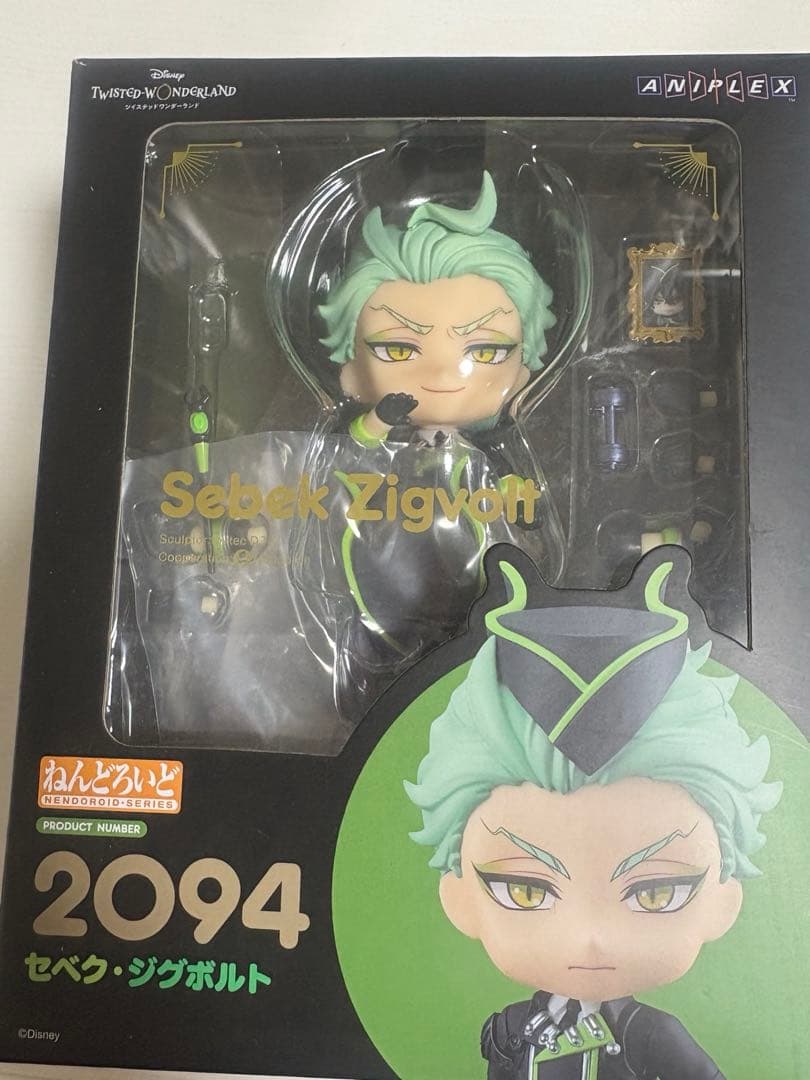 Disney
TWISTED-WONDERLAND
ツイステッドワンダーランド
ANIPLEX
Sebek Zigvolt
ねんどろいど
NENDOROID・SERIES
PRODUCT NUMBER
2094
セベク・ジグボルト
©Disney